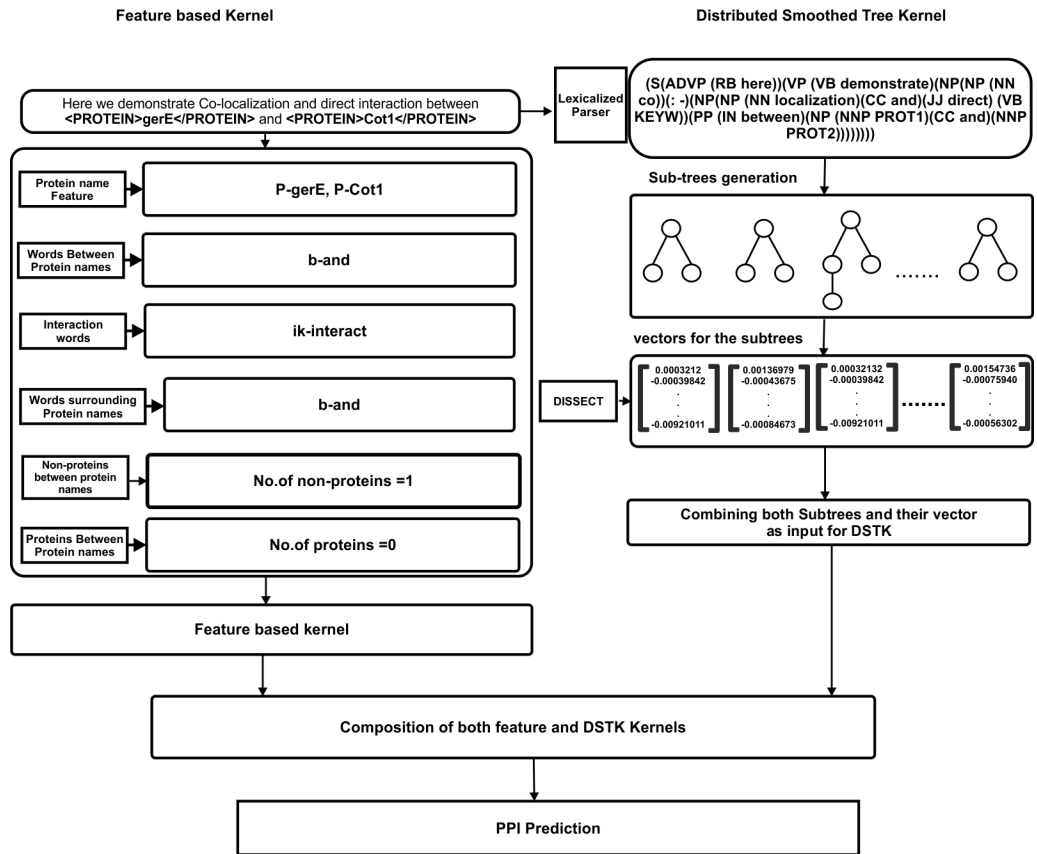 Feature based Kernel
Distributed Smoothed Tree Kernel
Here we demonstrate Co-localization and direct interaction between
<PROTEIN>gerE</PROTEIN> and <PROTEIN>Cot1</PROTEIN>
Lexicalized
Parser
(S(ADVP (RB here))(VP (VB demonstrate)(NP(NP (NN
co))(: -)(NP(NP (NN localization)(CC and)(JJ direct) (VB
KEYW))(PP (IN between)(NP (NNP PROT1)(CC and)(NNP
PROT2))))))))
Protein name
Feature
P-gerE, P-Cot1
Words Between
Protein names
b-and
Interaction
words
ik-interact
Words surrounding
Protein names
b-and
Non-proteins
between protein
names
No.of non-proteins =1
Proteins Between
Protein names
No.of proteins =0
Feature based kernel
Sub-trees generation
.......
vectors for the subtrees
DISSECT
0.0003212
-0.00039842
.
.
.
-0.00921011
0.00136979
-0.00043675
.
.
.
-0.00084673
0.00032132
-0.00039842
.
.
.
-0.00921011
.......
0.00154736
-0.00075940
.
.
.
-0.00056302
Combining both Subtrees and their vector
as input for DSTK
Composition of both feature and DSTK Kernels
PPI Prediction